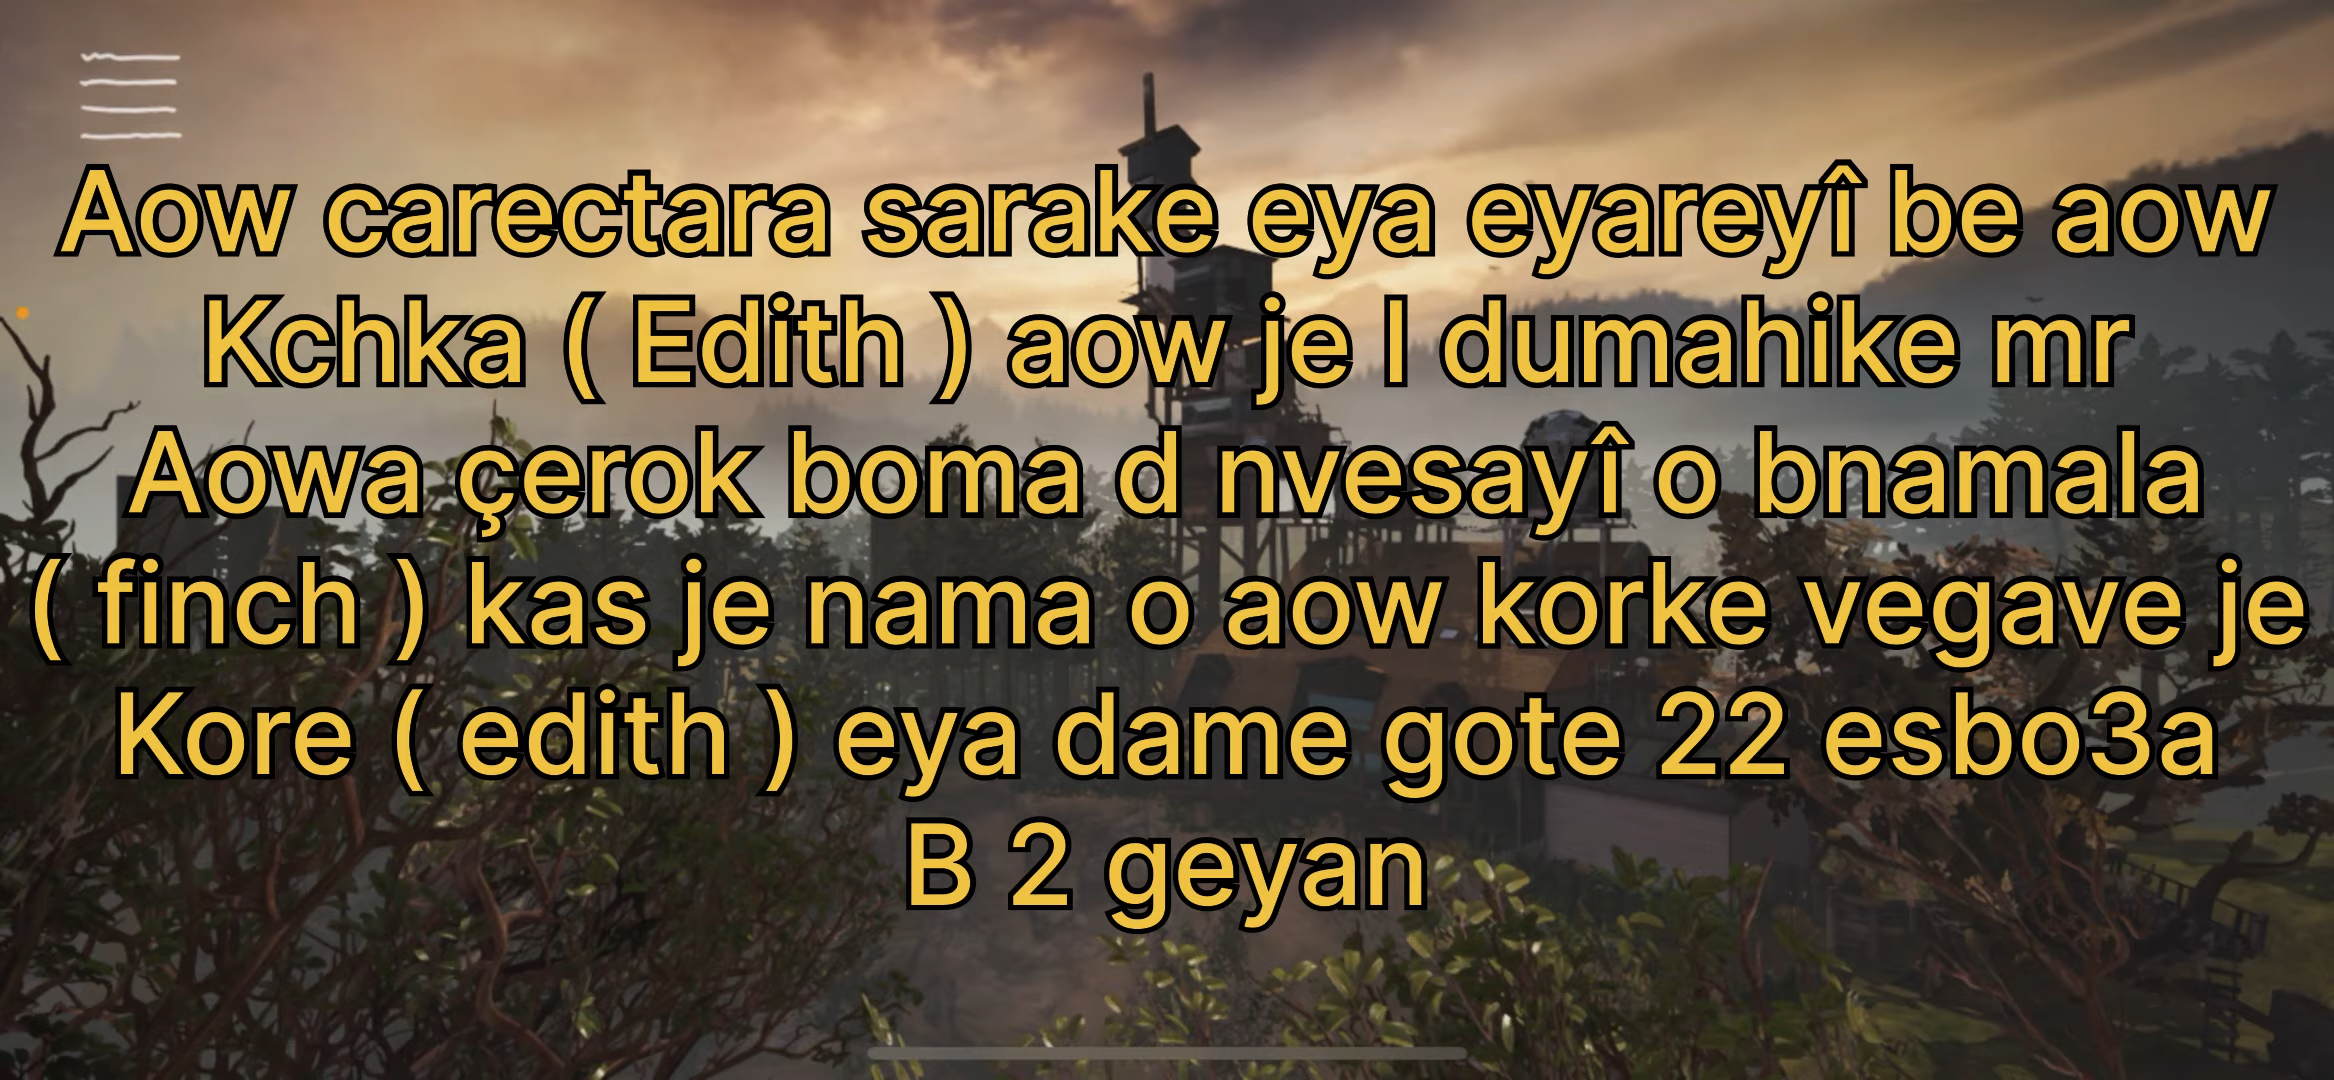 Aow carectara sarake eya eyareyî be aow
Kchka ( Edith ) aow je l dumahike mr
Aowa çerok boma d nvesayî o bnamala
( finch ) kas je nama o aow korke vegave je
Kore ( edith ) eya dame gote 22 esbo3a
B 2 geyan